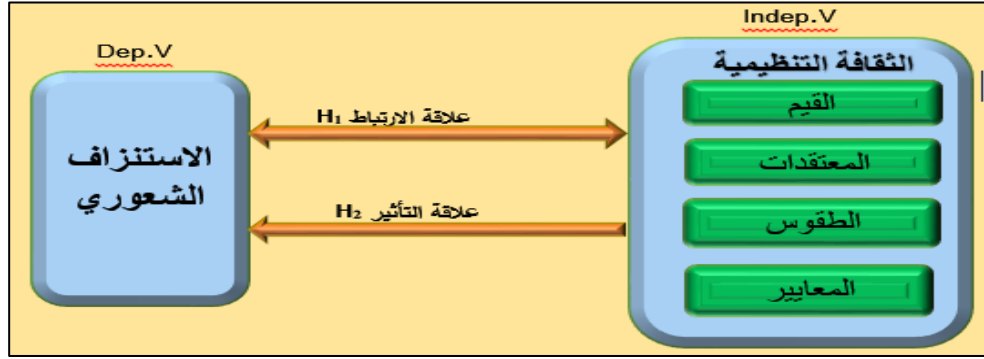 Indep.V
Dep.V
الثقافة التنظيمية
القيم
المعتقدات
الطقوس
المعايير
علاقة الارتباط H₁
علاقة التأثير H₂
الاستنزاف
الشعوري